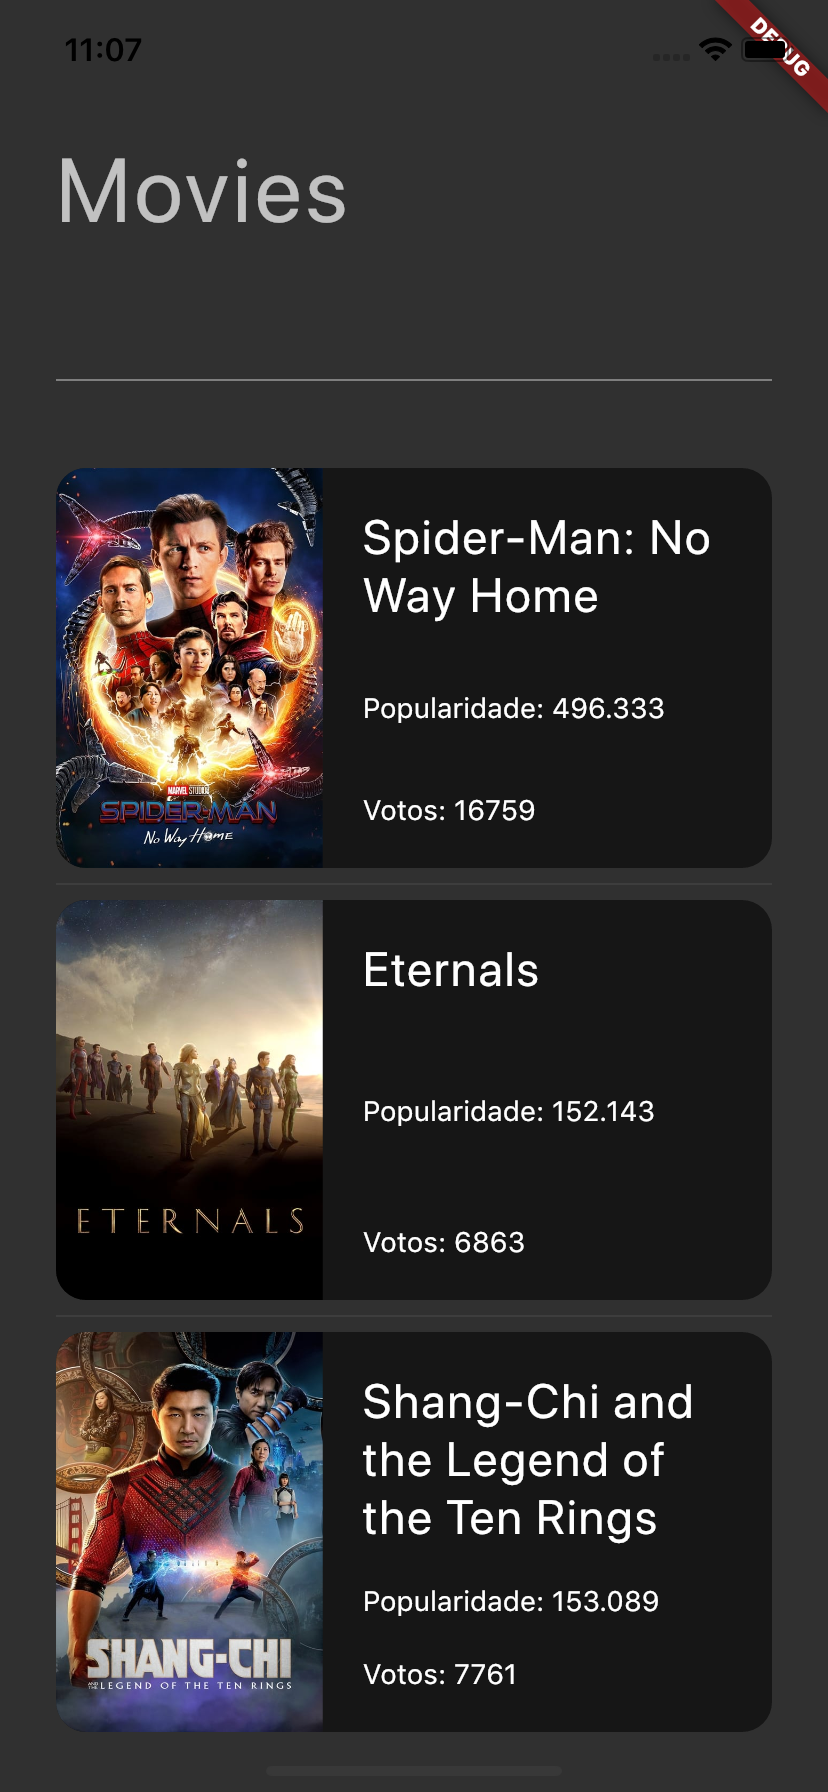 11:07
DEBUG
Movies
Spider-Man: No
Way Home
Popularidade: 496.333
Votos: 16759
MARVEL STUDIOS
SPIDER-MAN
No Way Home
Eternals
Popularidade: 152.143
Votos: 6863
ETERNALS
Shang-Chi and
the Legend of
the Ten Rings
Popularidade: 153.089
Votos: 7761
SHANG-CHI
AND THE LEGEND OF THE TEN RINGS